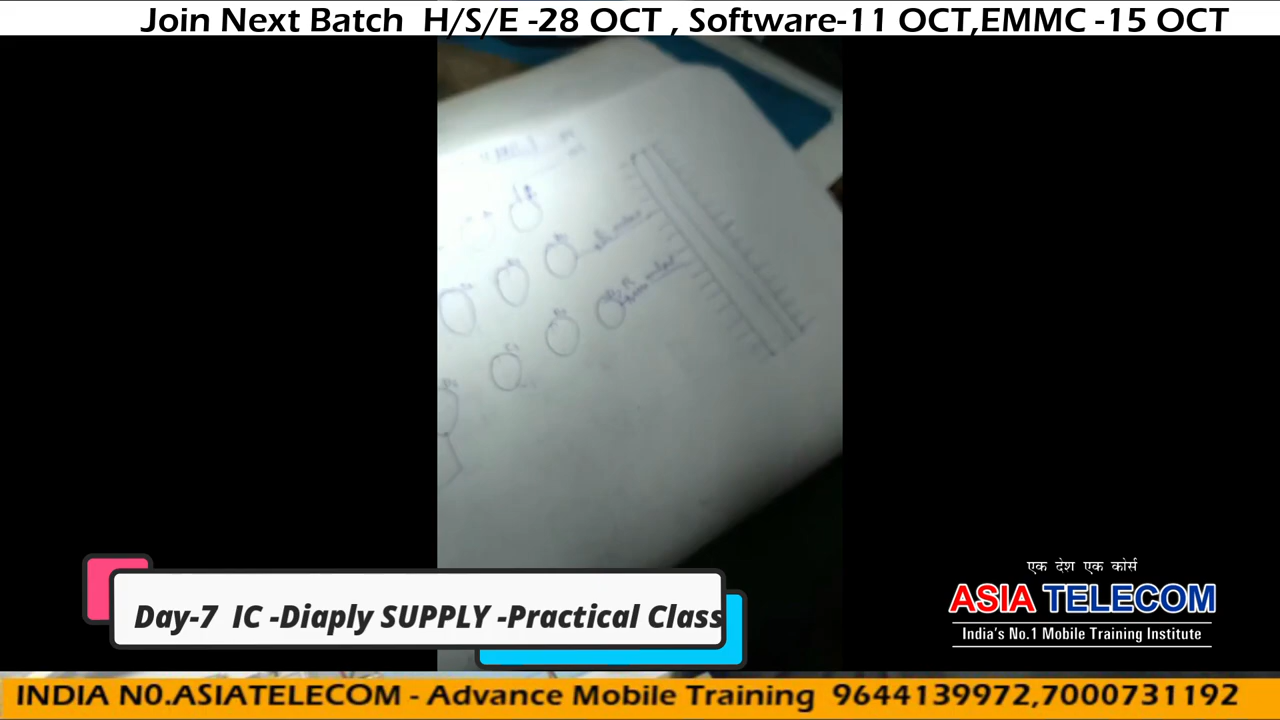 Join Next Batch H/S/E -28 OCT , Software-11 OCT,EMMC -15 OCT
Day-7 IC -Diaply SUPPLY -Practical Class
एक देश एक कोर्स
ASIA TELECOM
India's No.1 Mobile Training Institute
INDIA N0.ASIATELECOM - Advance Mobile Training 9644139972,7000731192